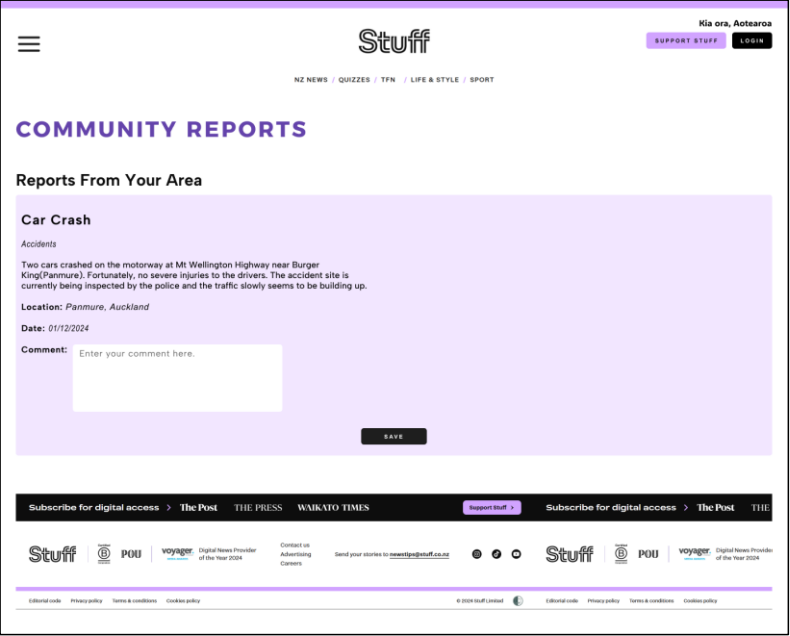 Kia ora, Aotearoa
Stuff
SUPPORT STUFF
LOGIN
NZ NEWS / QUIZZES / TFN / LIFE & STYLE / SPORT
COMMUNITY REPORTS
Reports From Your Area
Car Crash
Accidents
Two cars crashed on the motorway at Mt Wellington Highway near Burger
King(Panmure). Fortunately, no severe injuries to the drivers. The accident site is
currently being inspected by the police and the traffic slowly seems to be building up.
Location: Panmure, Auckland
Date: 01/12/2024
Comment: Enter your comment here.
SAVE
Subscribe for digital access > The Post THE PRESS WAIKATO TIMES Support Stuff > Subscribe for digital access > The Post THE
Contact us
Stuff B POU voyager. Digital News Provider of the Year 2024 Advertising Send your stories to newstips@stuff.co.nz Stuff B POU voyager. Digital News Provider of the Year 2024
Careers
Editorial code Privacy policy Terms & conditions Cookies policy © 2024 Stuff Limited Editorial code Privacy policy Terms & conditions Cookies policy